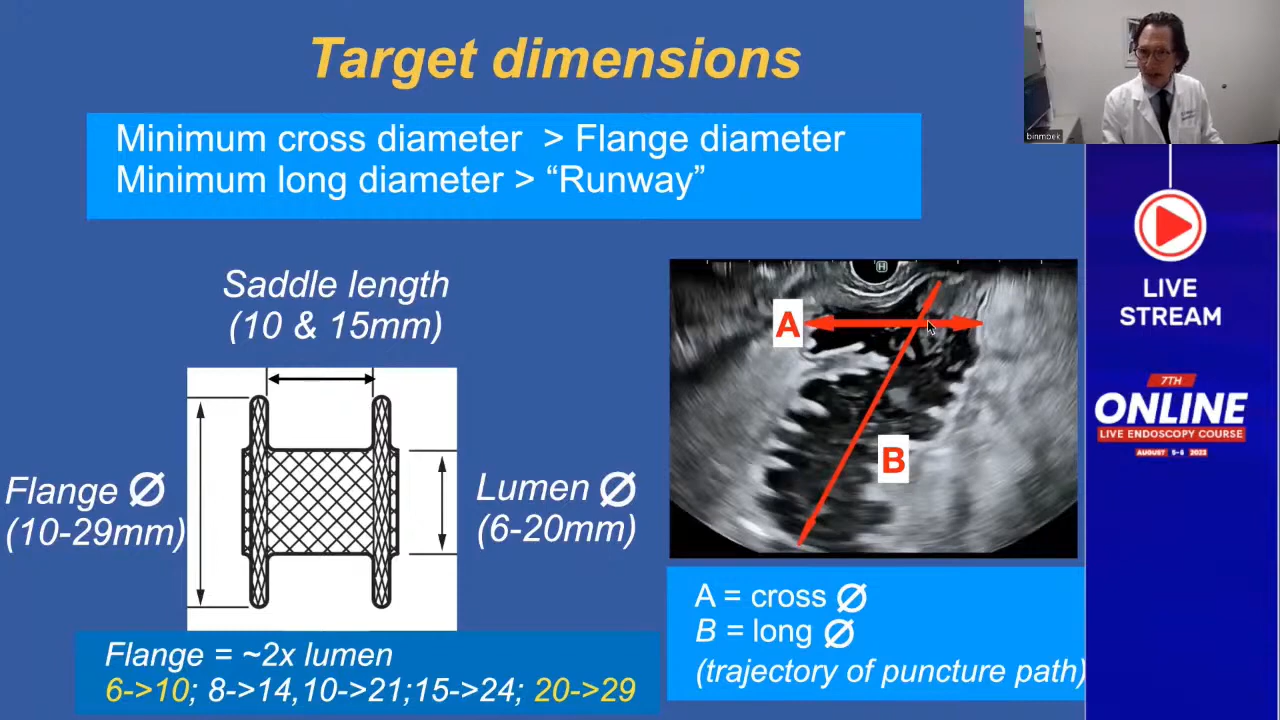 Target dimensions
Minimum cross diameter > Flange diameter
Minimum long diameter > “Runway”
Saddle length
(10 & 15mm)
Flange Ø
(10-29mm)
Lumen Ø
(6-20mm)
Flange = ~2x lumen
6->10; 8->14,10->21;15->24; 20->29
H
A
B
A = cross Ø
B = long Ø
(trajectory of puncture path)
binmoek
LIVE
STREAM
7TH
ONLINE
LIVE ENDOSCOPY COURSE
AUGUST 5-6 2022